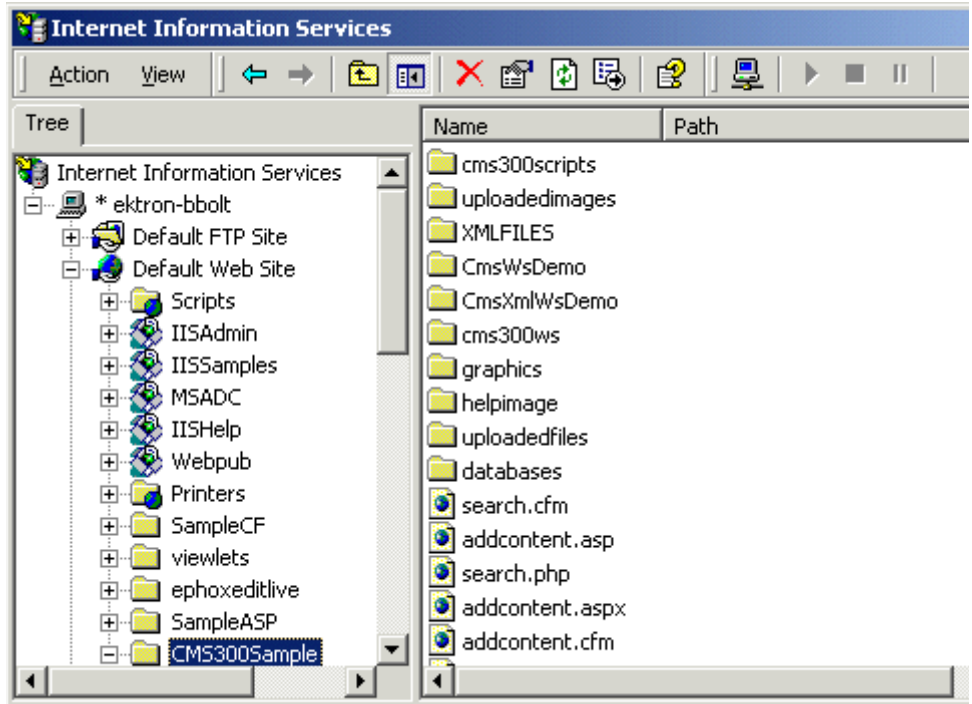 Internet Information Services
Action View
Tree
Internet Information Services
* ektron-bbolt
Default FTP Site
Default Web Site
Scripts
IISAdmin
IISSamples
MSADC
IISHelp
Webpub
Printers
SampleCF
viewlets
ephoxeditlive
SampleASP
CMS300Sample
Name Path
cms300scripts
uploadedimages
XMLFILES
CmsWsDemo
CmsXmlWsDemo
cms300ws
graphics
helpimage
uploadedfiles
databases
search.cfm
addcontent.asp
search.php
addcontent.aspx
addcontent.cfm